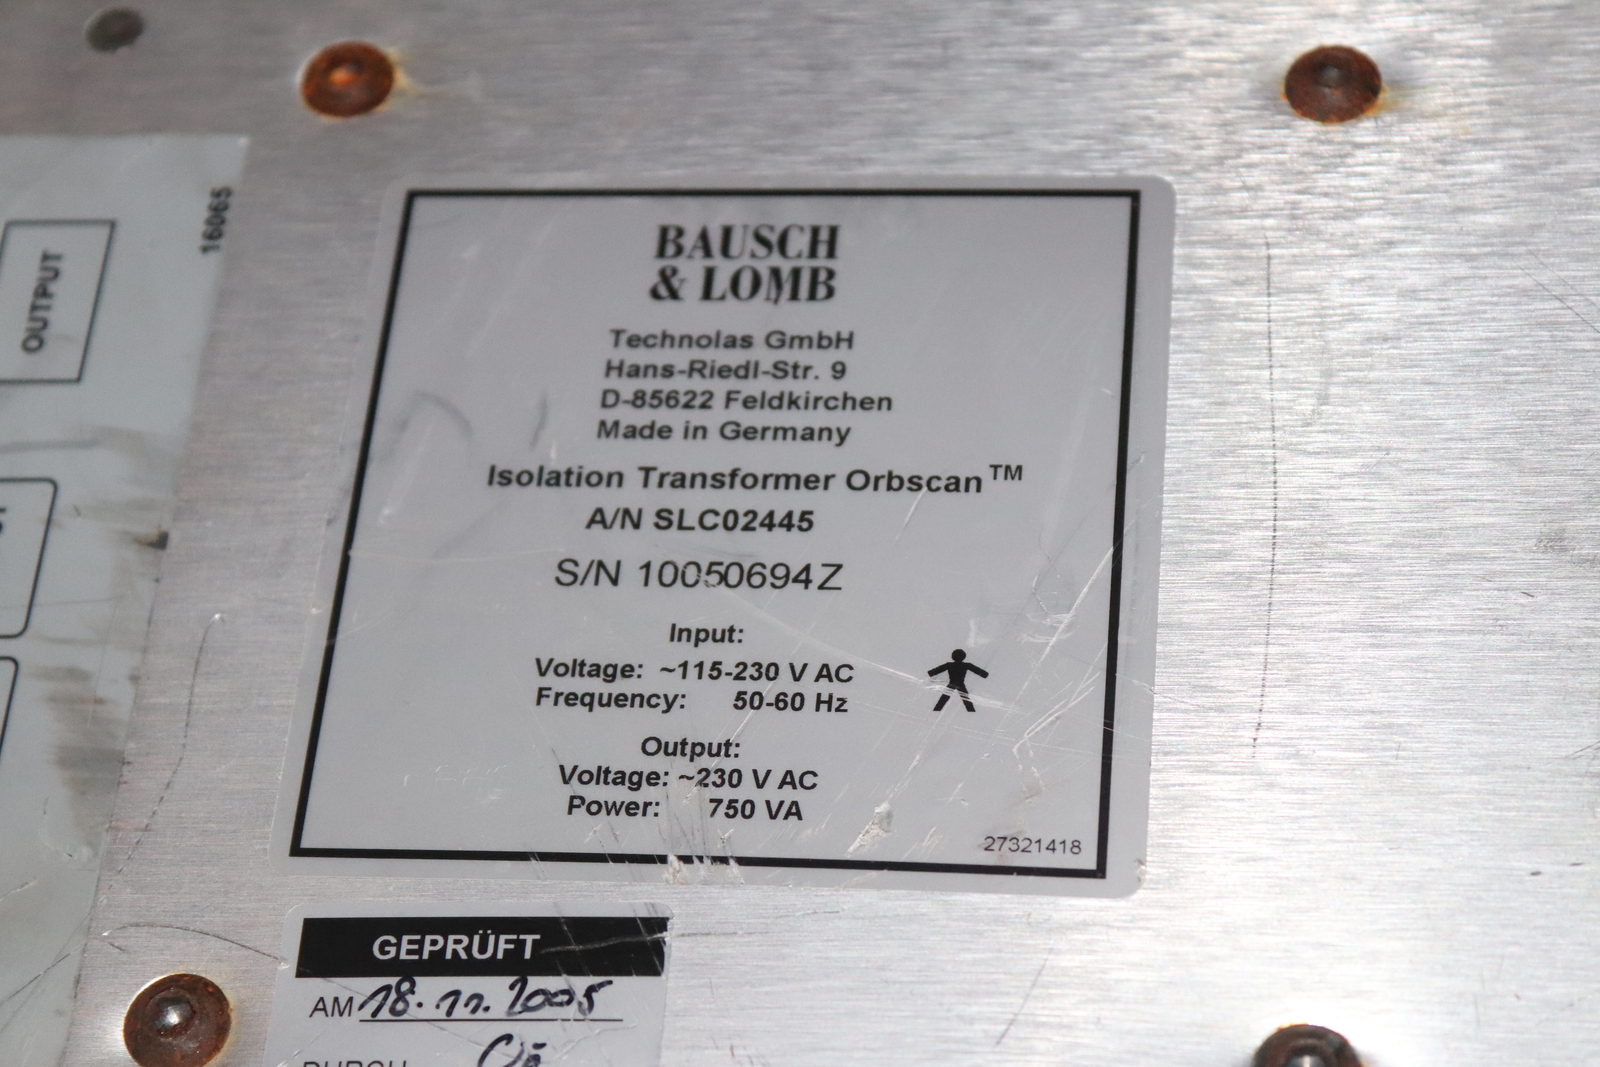 16065
OUTPUT
BAUSCH
& LOMB
Technolas GmbH
Hans-Riedl-Str. 9
D-85622 Feldkirchen
Made in Germany
Isolation Transformer Orbscan™
A/N SLC02445
S/N 10050694Z
Input:
Voltage: ~115-230 V AC
Frequency: 50-60 Hz
Output:
Voltage: ~230 V AC
Power: 750 VA
27321418
GEPRÜFT
AM 18.11.2005
DURCH